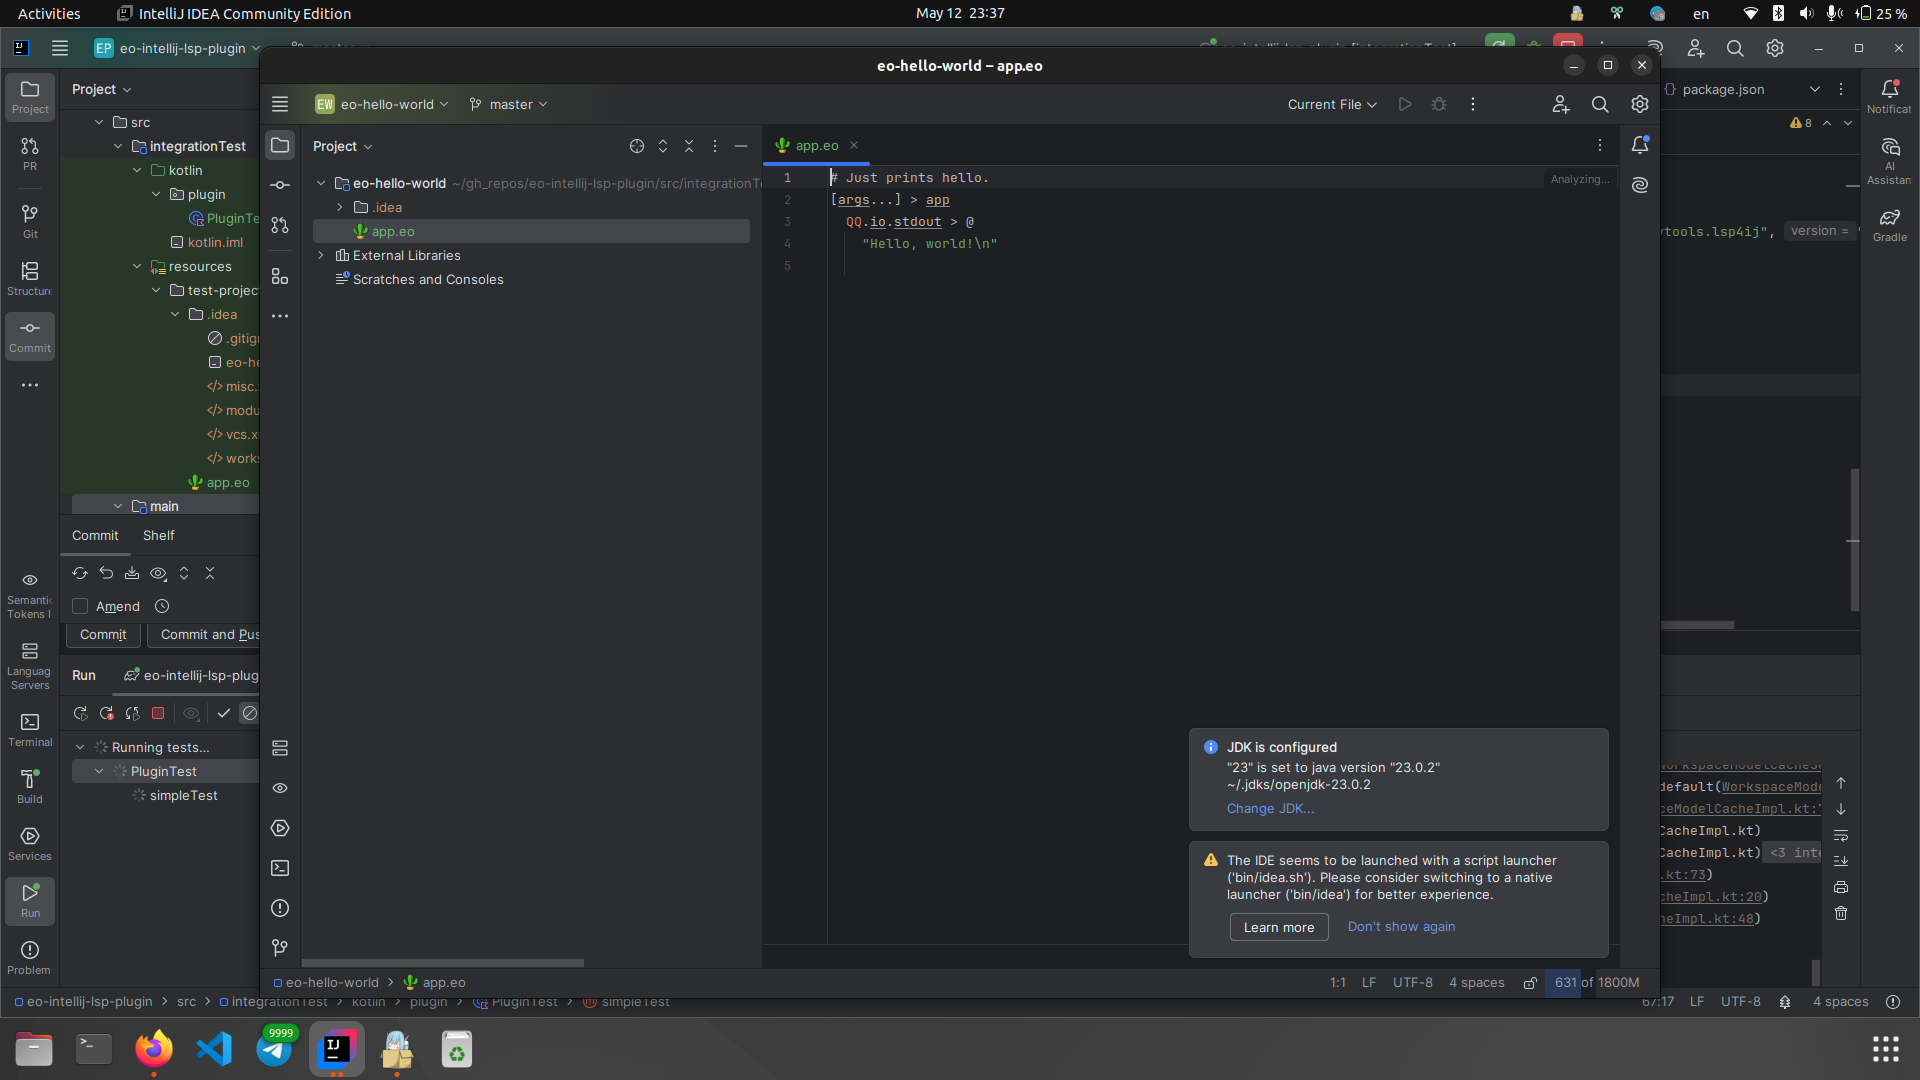 Activities
IntelliJ IDEA Community Edition
May 12 23:37
en
25 %
EP eo-intellij-lsp-plugin
eo-hello-world – app.eo
EW eo-hello-world
master
Current File
Project
PR
Git
Structure
Commit
Semantic
Tokens I
Languag
Servers
Terminal
Build
Services
Run
Problem
Project
src
integrationTest
kotlin
plugin
PluginTe
kotlin.iml
resources
test-projec
.idea
.gitign
eo-he
misc.
modu
vcs.x
works
app.eo
main
Commit
Shelf
Amend
Commit
Commit and Pus
Run
eo-intellij-lsp-plug
Running tests...
PluginTest
simpleTest
Project
eo-hello-world ~/gh_repos/eo-intellij-lsp-plugin/src/integrationT
.idea
app.eo
External Libraries
Scratches and Consoles
app.eo
1 # Just prints hello.
2 [args...] > app
3 QQ.io.stdout > @
4 "Hello, world!\n"
5
Analyzing...
JDK is configured
"23" is set to java version "23.0.2"
~/.jdks/openjdk-23.0.2
Change JDK...
The IDE seems to be launched with a script launcher
('bin/idea.sh'). Please consider switching to a native
launcher ('bin/idea') for better experience.
Learn more
Don't show again
eo-hello-world
app.eo
1:1
LF
UTF-8
4 spaces
631 of 1800M
package.json
8
ytools.lsp4ij", version =
default(WorkspaceMode
ceModelCacheImpl.kt:
CacheImpl.kt)
CacheImpl.kt) <3 inte
.kt:73)
cheImpl.kt:20)
heImpl.kt:48)
Notificat
AI
Assistan
Gradle
eo-intellij-lsp-plugin
src
integrationTest
kotlin
plugin
PluginTest
simpleTest
67:17
LF
UTF-8
4 spaces
9999